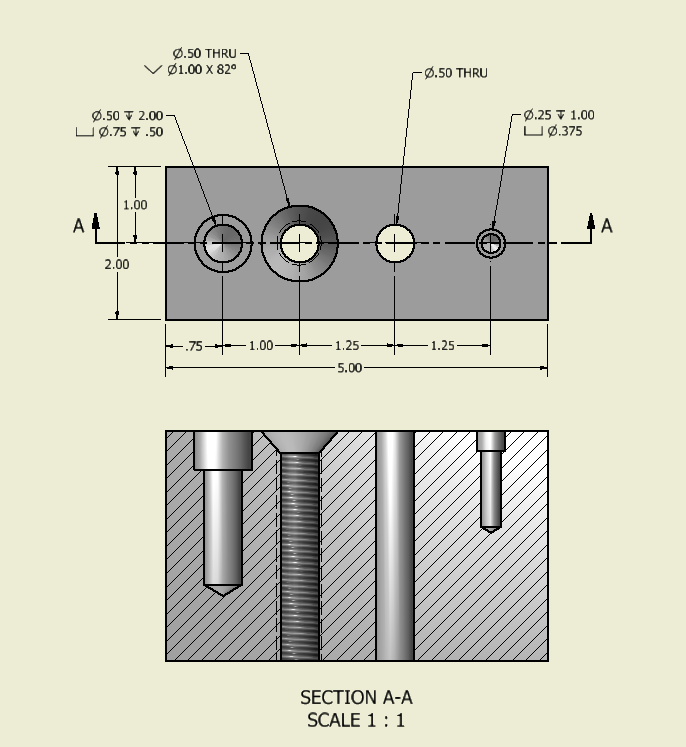 Ø.50 THRU
⌵ Ø1.00 X 82°
Ø.50 THRU
Ø.50 ↧ 2.00
⌴ Ø.75 ↧ .50
Ø.25 ↧ 1.00
⌴ Ø.375
1.00
A
A
2.00
.75
1.00
1.25
1.25
5.00
SECTION A-A
SCALE 1 : 1